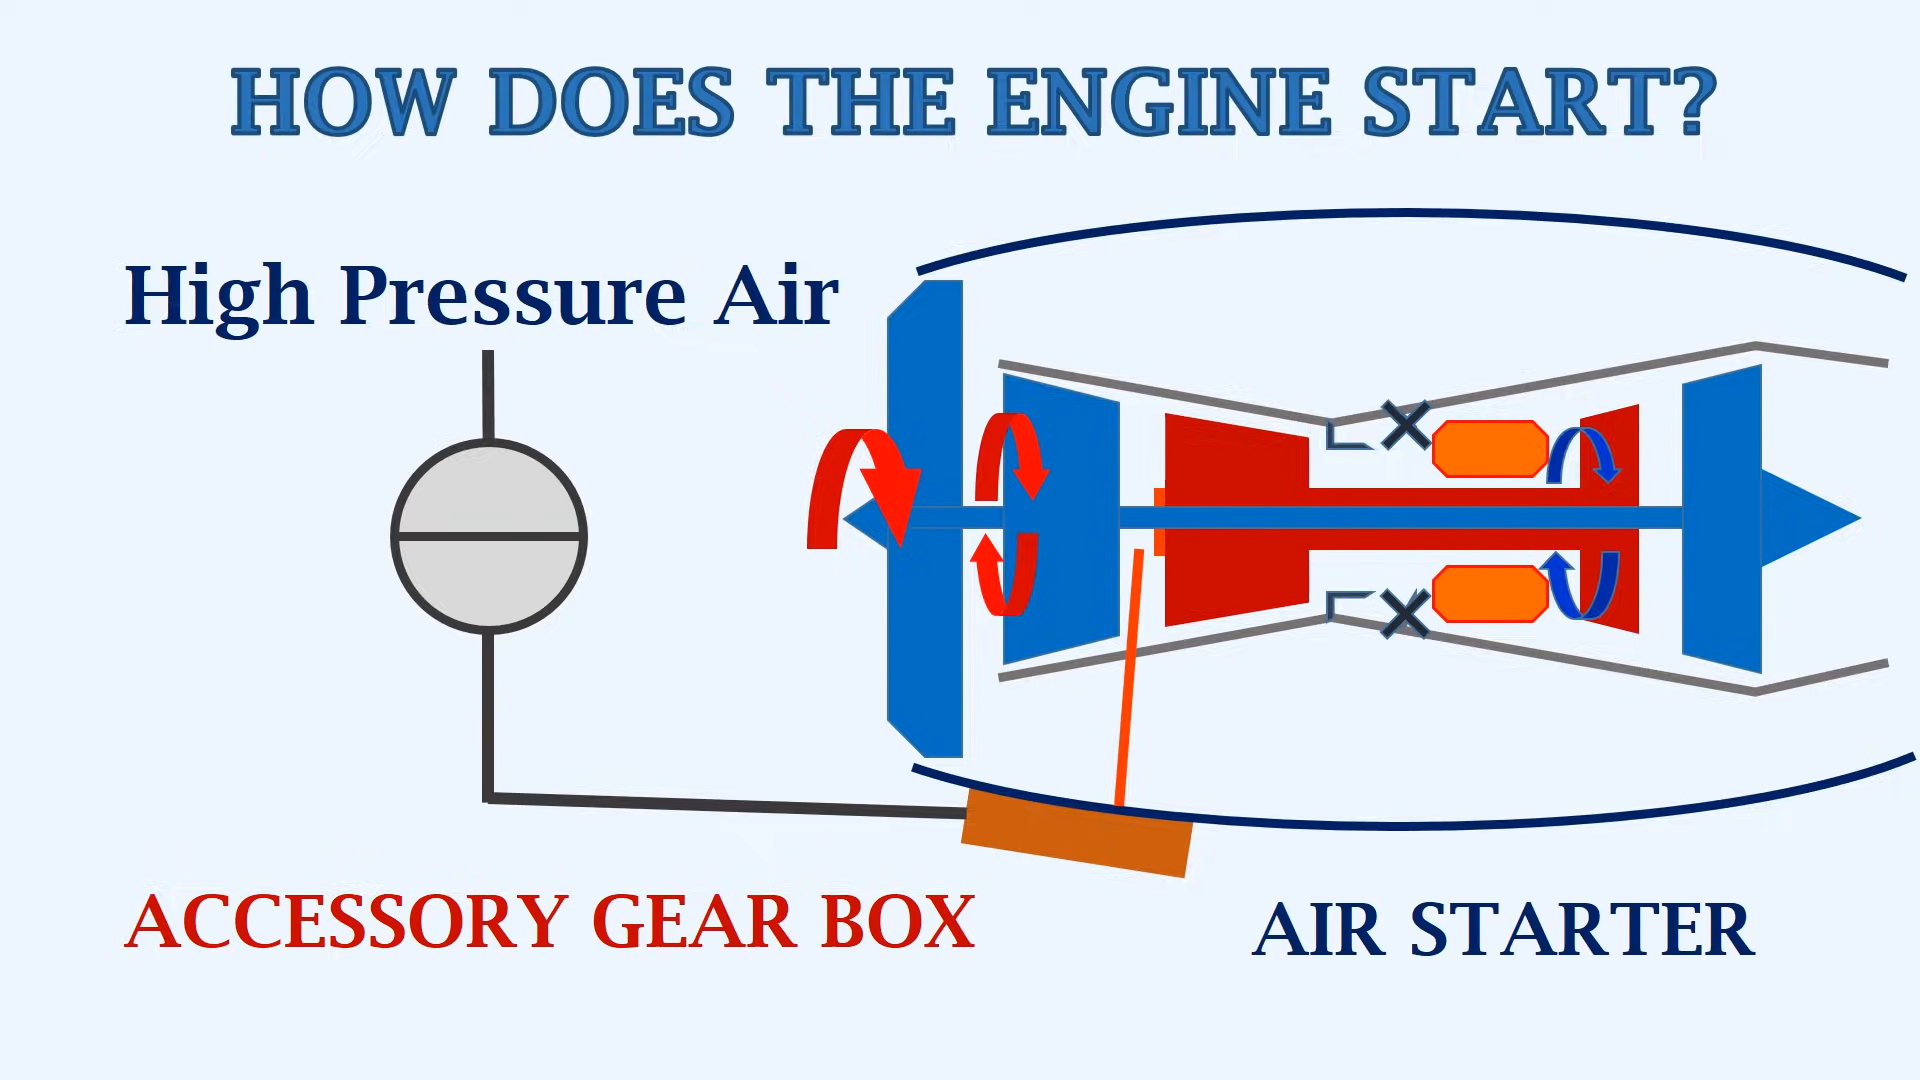 HOW DOES THE ENGINE START?
High Pressure Air
ACCESSORY GEAR BOX
AIR STARTER